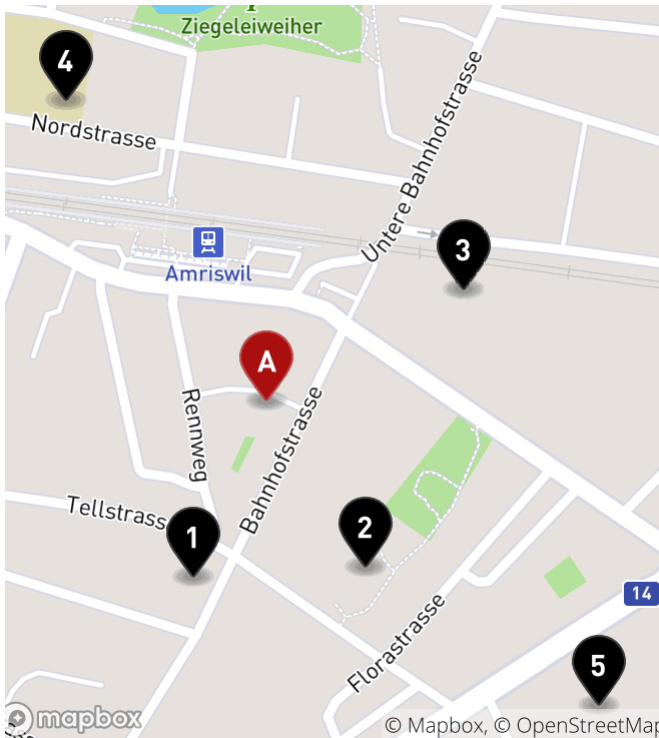 Ziegeleiweiher
4
Nordstrasse
Untere Bahnhofstrasse
3
Amriswil
A
Rennweg
Bahnhofstrasse
Tellstrass
1
2
14
Florastrasse
5
mapbox
© Mapbox, © OpenStreetMap